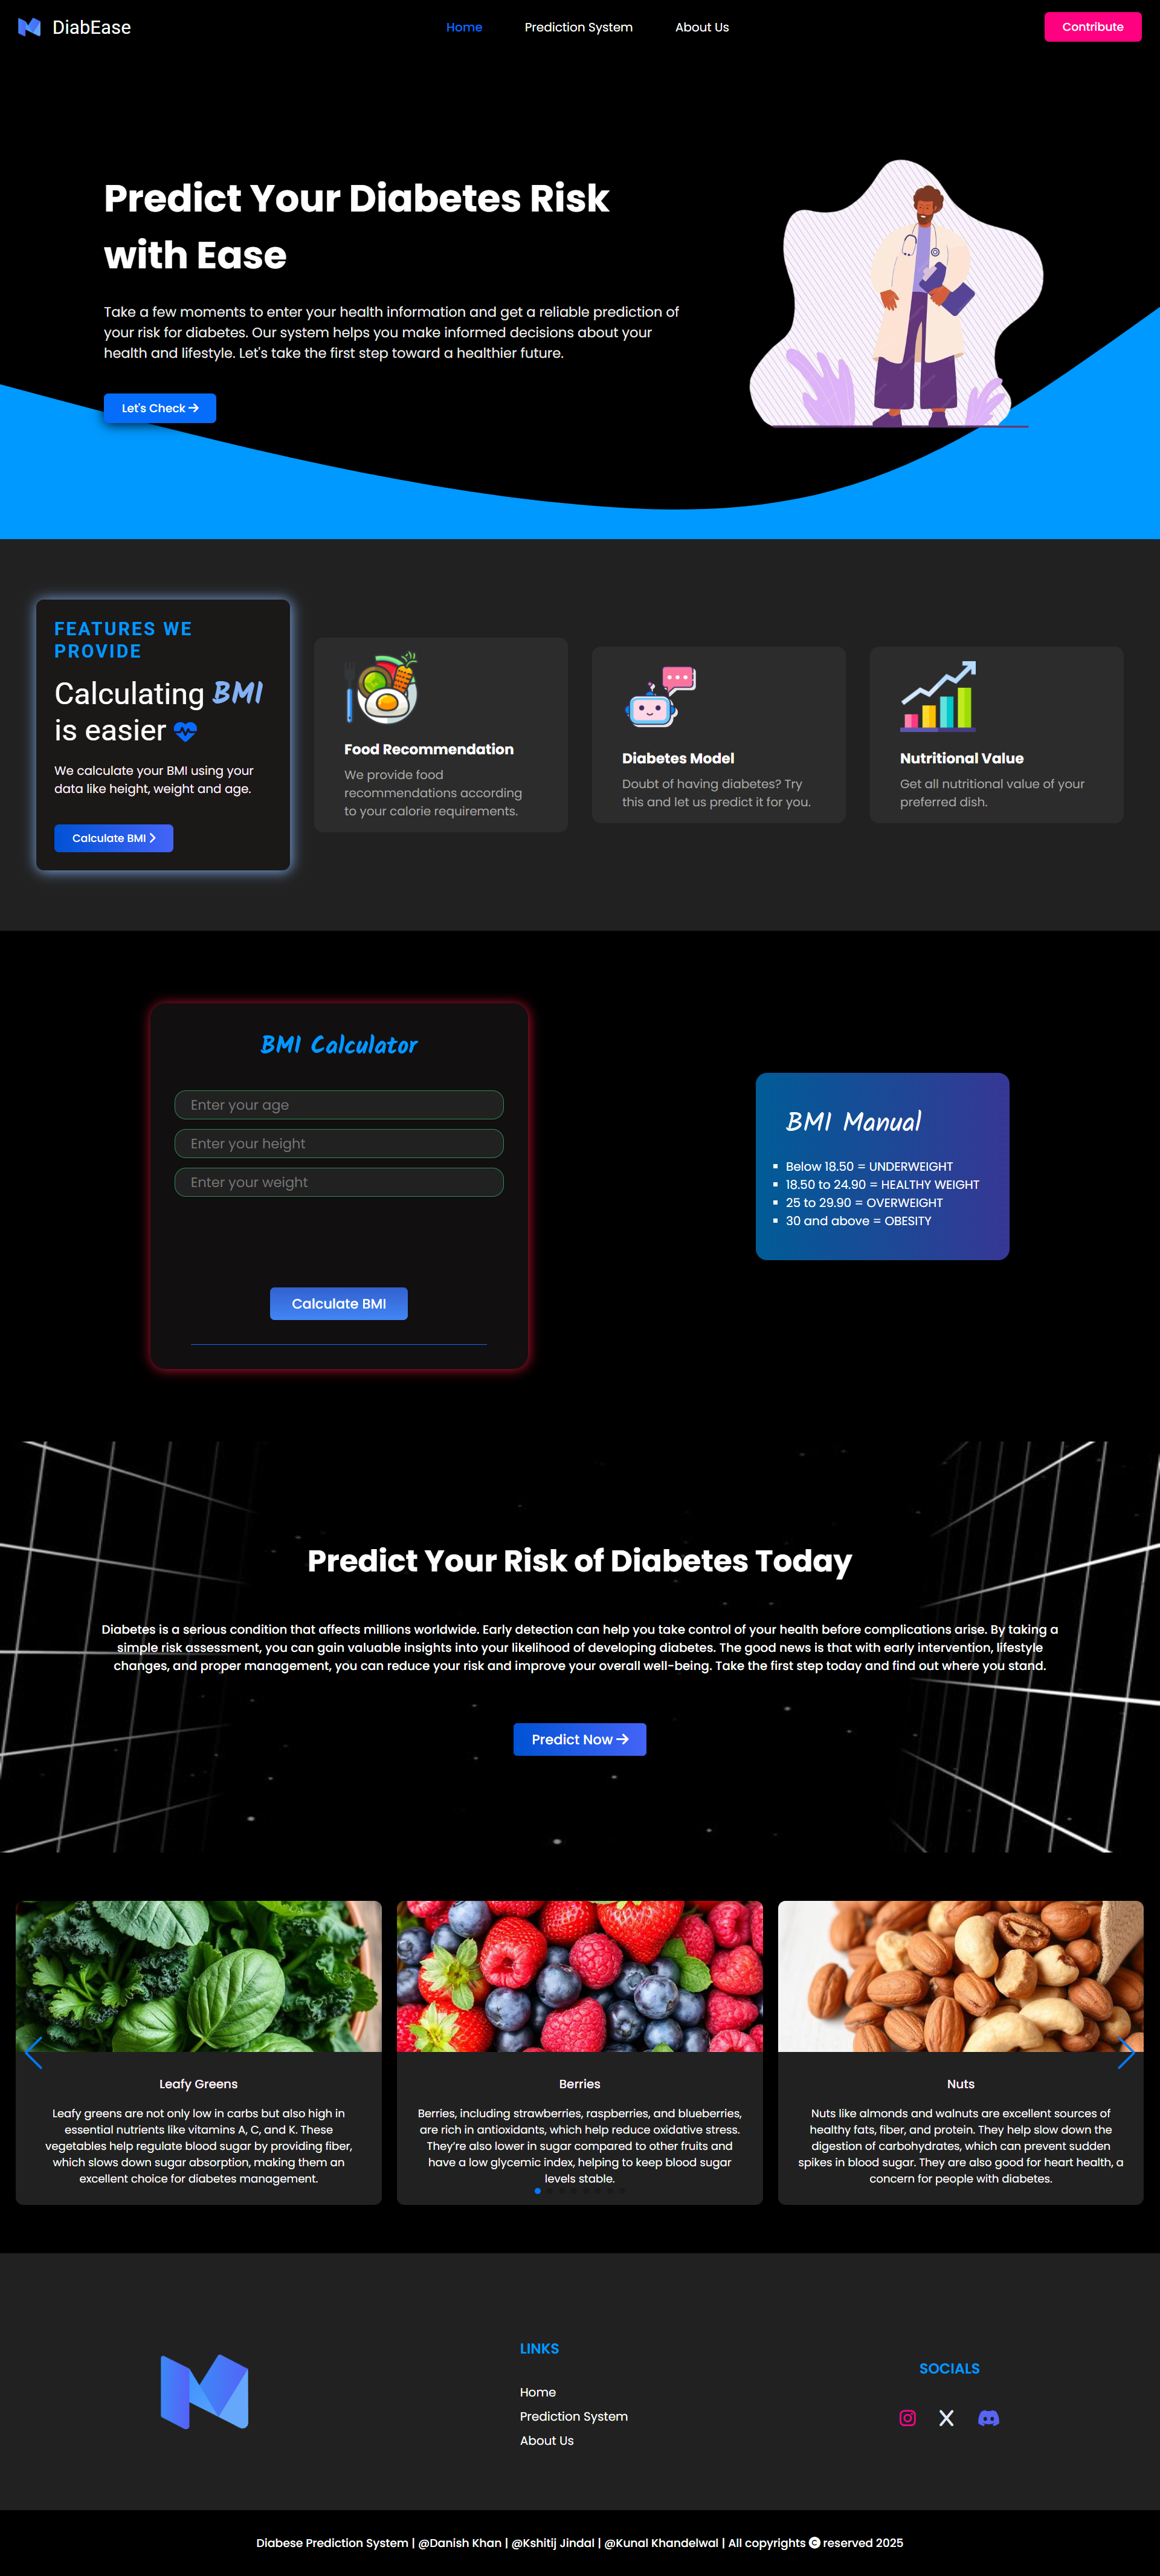 DiabEase
Home
Prediction System
About Us
Contribute
Predict Your Diabetes Risk
with Ease
Take a few moments to enter your health information and get a reliable prediction of
your risk for diabetes. Our system helps you make informed decisions about your
health and lifestyle. Let's take the first step toward a healthier future.
Let's Check
FEATURES WE
PROVIDE
Calculating BMI
is easier
We calculate your BMI using your
data like height, weight and age.
Calculate BMI
Food Recommendation
We provide food
recommendations according
to your calorie requirements.
Diabetes Model
Doubt of having diabetes? Try
this and let us predict it for you.
Nutritional Value
Get all nutritional value of your
preferred dish.
BMI Calculator
Enter your age
Enter your height
Enter your weight
Calculate BMI
BMI Manual
Below 18.50 = UNDERWEIGHT
18.50 to 24.90 = HEALTHY WEIGHT
25 to 29.90 = OVERWEIGHT
30 and above = OBESITY
Predict Your Risk of Diabetes Today
Diabetes is a serious condition that affects millions worldwide. Early detection can help you take control of your health before complications arise. By taking a
simple risk assessment, you can gain valuable insights into your likelihood of developing diabetes. The good news is that with early intervention, lifestyle
changes, and proper management, you can reduce your risk and improve your overall well-being. Take the first step today and find out where you stand.
Predict Now
Leafy Greens
Leafy greens are not only low in carbs but also high in
essential nutrients like vitamins A, C, and K. These
vegetables help regulate blood sugar by providing fiber,
which slows down sugar absorption, making them an
excellent choice for diabetes management.
Berries
Berries, including strawberries, raspberries, and blueberries,
are rich in antioxidants, which help reduce oxidative stress.
They're also lower in sugar compared to other fruits and
have a low glycemic index, helping to keep blood sugar
levels stable.
Nuts
Nuts like almonds and walnuts are excellent sources of
healthy fats, fiber, and protein. They help slow down the
digestion of carbohydrates, which can prevent sudden
spikes in blood sugar. They are also good for heart health, a
concern for people with diabetes.
LINKS
Home
Prediction System
About Us
SOCIALS
Diabese Prediction System | @Danish Khan | @Kshitij Jindal | @Kunal Khandelwal | All copyrights © reserved 2025